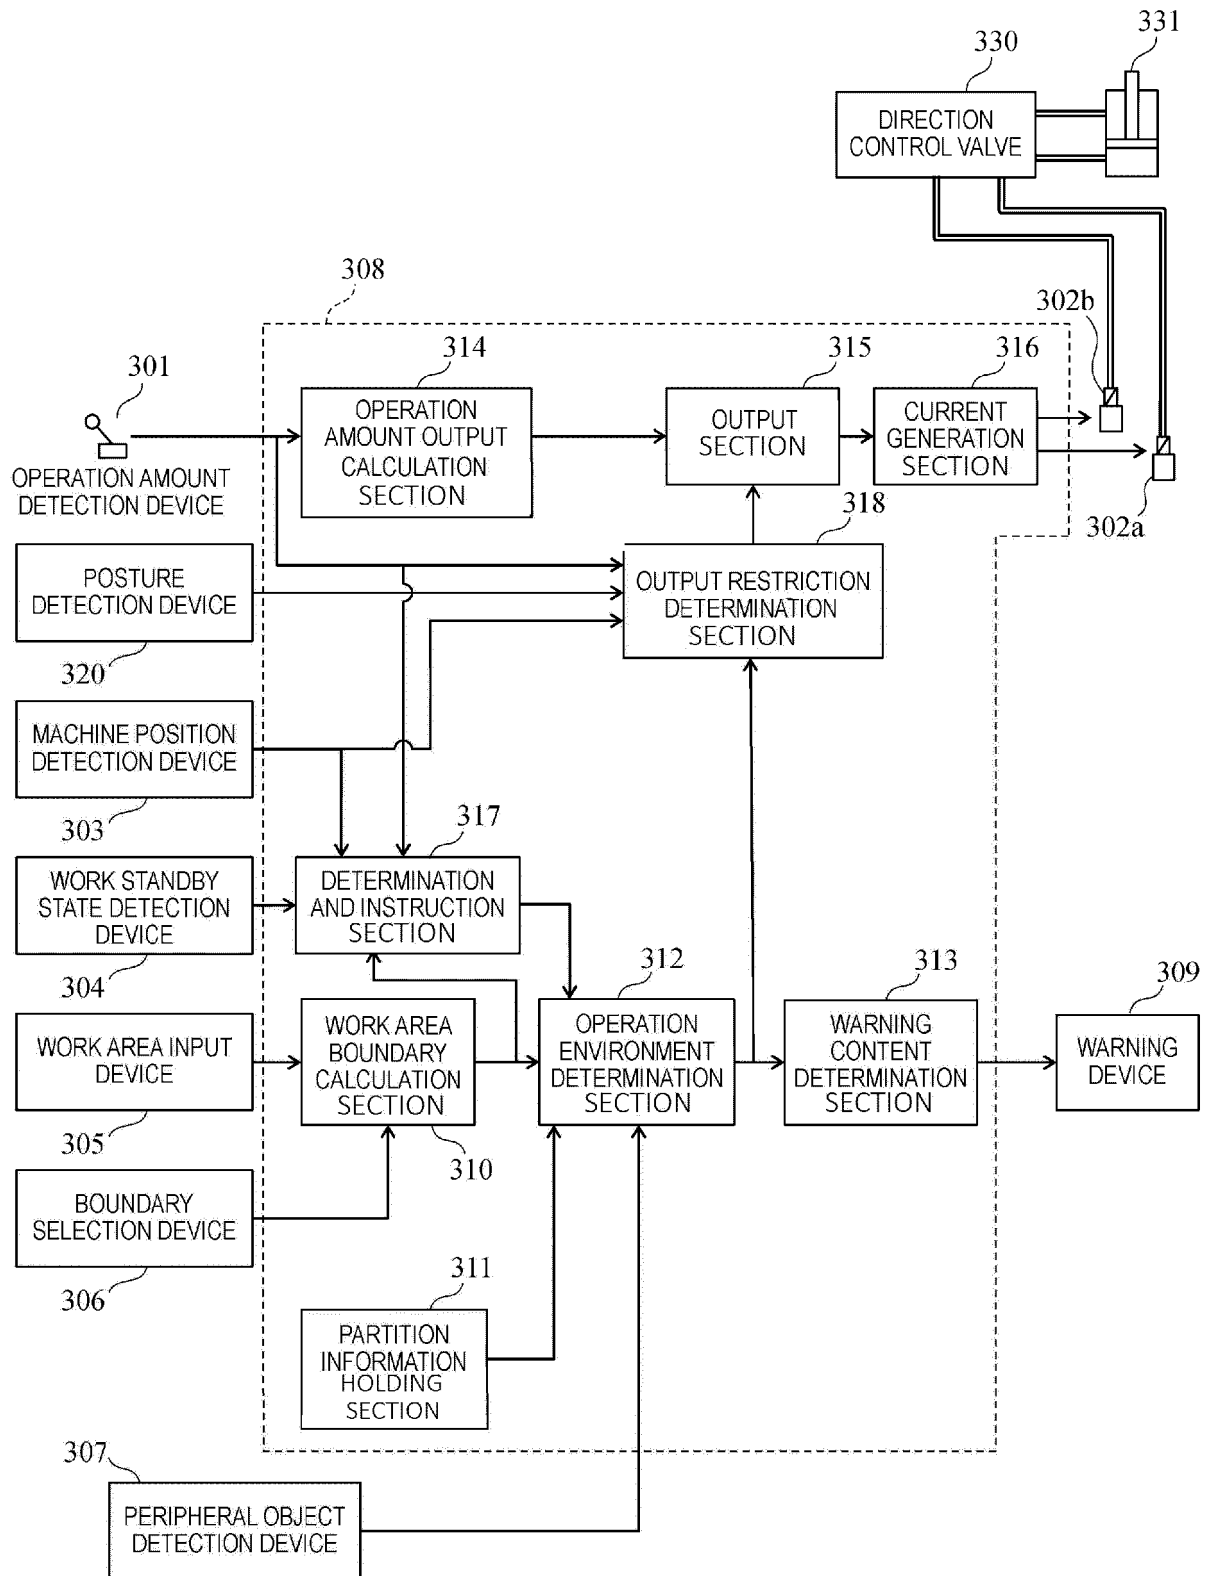 331
330
DIRECTION
CONTROL VALVE
308
302b
301
314
315
316
OPERATION
AMOUNT OUTPUT
CALCULATION
SECTION
OUTPUT
SECTION
CURRENT
GENERATION
SECTION
OPERATION AMOUNT
DETECTION DEVICE
318
302a
POSTURE
DETECTION DEVICE
OUTPUT RESTRICTION
DETERMINATION
SECTION
320
MACHINE POSITION
DETECTION DEVICE
303
317
WORK STANDBY
STATE DETECTION
DEVICE
DETERMINATION
AND INSTRUCTION
SECTION
304
312
313
309
WORK AREA INPUT
DEVICE
WORK AREA
BOUNDARY
CALCULATION
SECTION
OPERATION
ENVIRONMENT
DETERMINATION
SECTION
WARNING
CONTENT
DETERMINATION
SECTION
WARNING
DEVICE
305
310
BOUNDARY
SELECTION DEVICE
306
311
PARTITION
INFORMATION
HOLDING
SECTION
307
PERIPHERAL OBJECT
DETECTION DEVICE